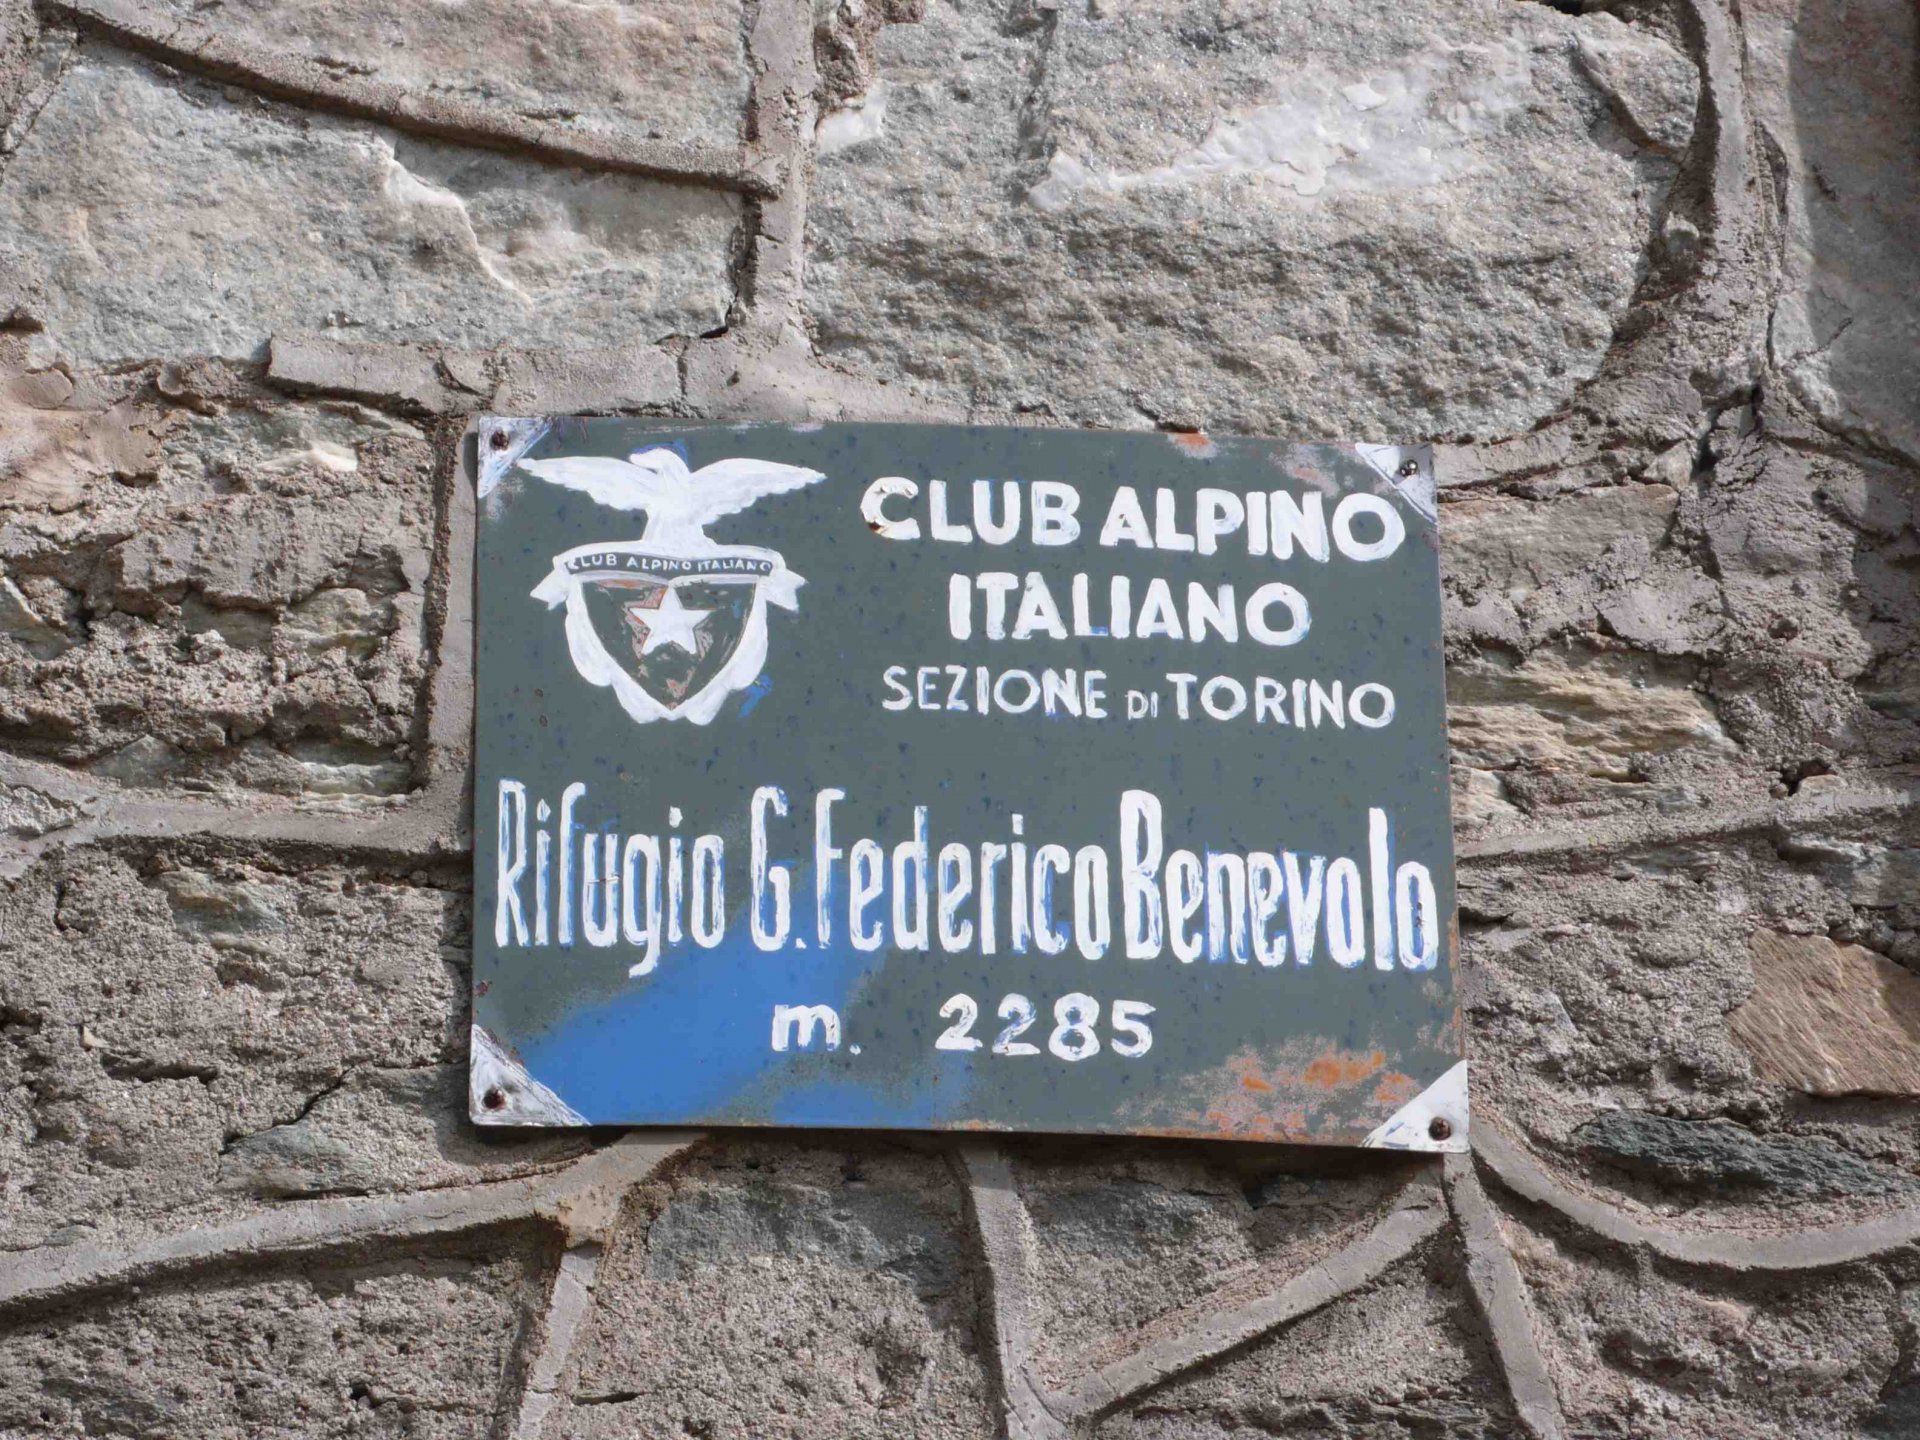 CLUB ALPINO ITALIANO
CLUB ALPINO
ITALIANO
SEZIONE DI TORINO
Rifugio G. Federico Benevolo
m. 2285